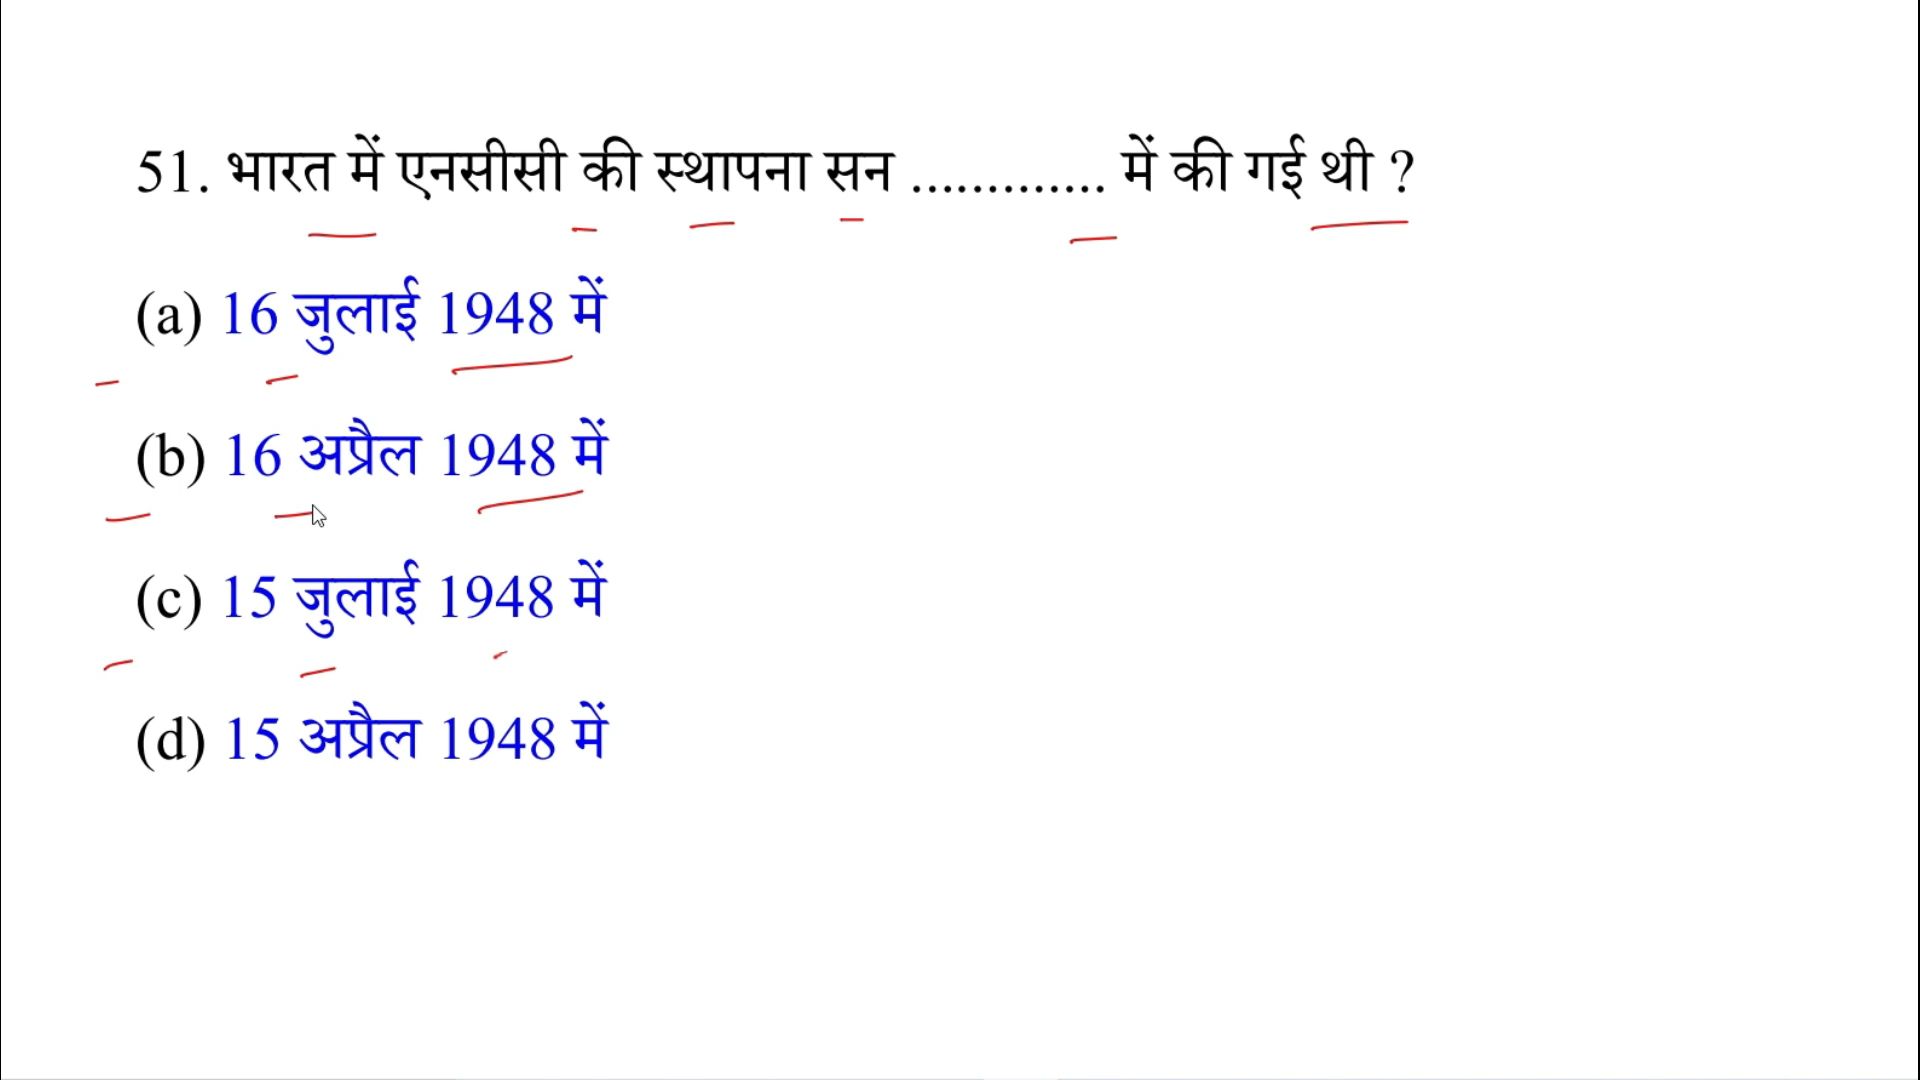 51. भारत में एनसीसी की स्थापना सन ............. में की गई थी ?
(a) 16 जुलाई 1948 में
(b) 16 अप्रैल 1948 में
(c) 15 जुलाई 1948 में
(d) 15 अप्रैल 1948 में